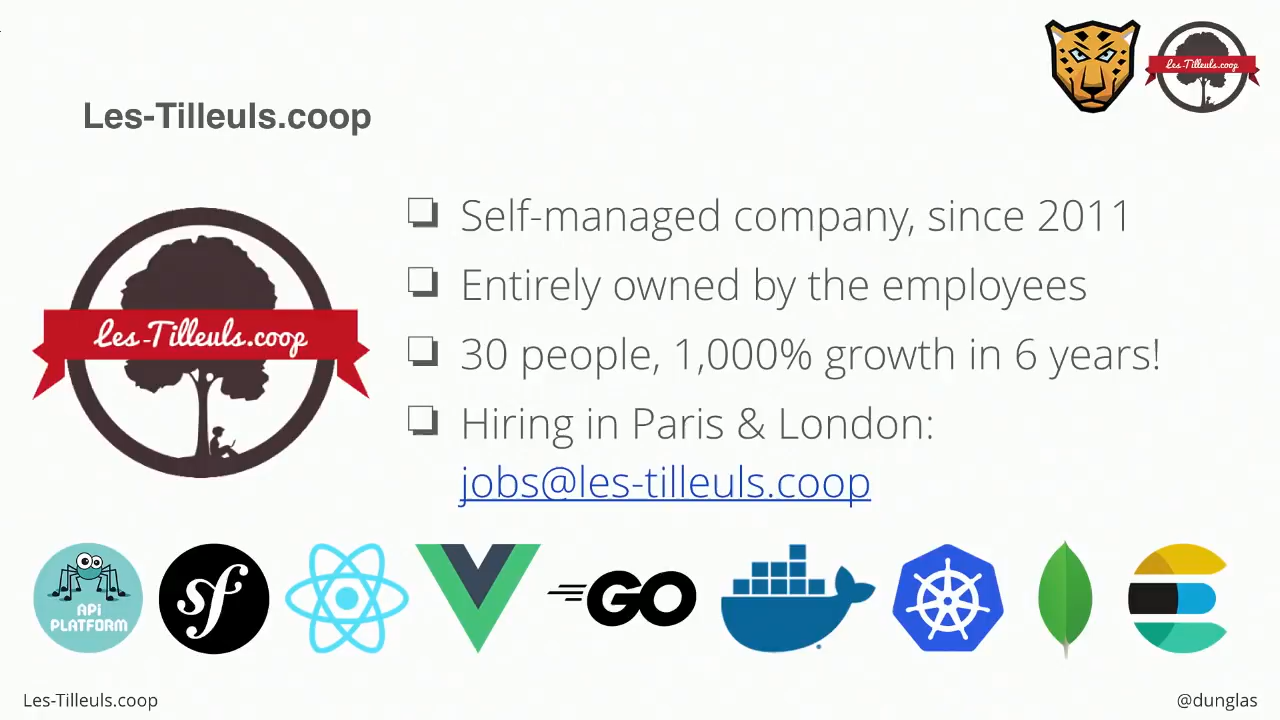 Les-Tilleuls.coop
Les-Tilleuls.coop
Les-Tilleuls.coop
Self-managed company, since 2011
Entirely owned by the employees
30 people, 1,000% growth in 6 years!
Hiring in Paris & London:
jobs@les-tilleuls.coop
APi
PLATFORM
sf
GO
Les-Tilleuls.coop
@dunglas